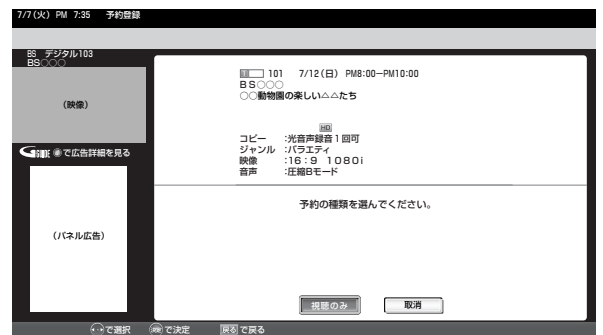 7/7(火) PM 7:35 予約登録
BS デジタル103
BS○○○
(映像)
GGUIDE ◉で広告詳細を見る
(パネル広告)
101 7/12(日) PM8:00−PM10:00
BS○○○
○○動物園の楽しい△△たち
HD
コピー :光音声録音1回可
ジャンル :バラエティ
映像 :16:9 1080i
音声 :圧縮Bモード
予約の種類を選んでください。
視聴のみ 取消
で選択 で決定 戻るで戻る